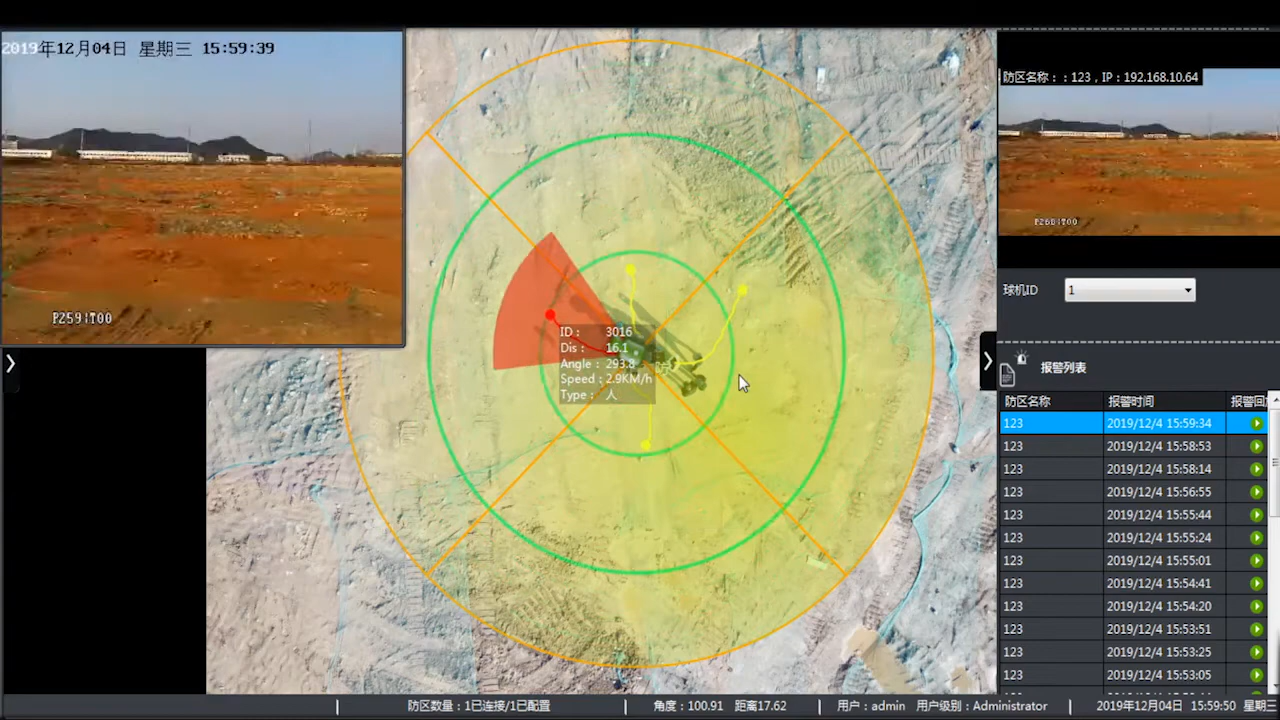 2019年12月04日 星期三 15:59:39
P259↑T00
防区名称：：123，IP：192.168.10.64
P260↑T00
球机ID 1
报警列表
防区名称 报警时间 报警回
123 2019/12/4 15:59:34
123 2019/12/4 15:58:53
123 2019/12/4 15:58:14
123 2019/12/4 15:56:55
123 2019/12/4 15:55:44
123 2019/12/4 15:55:24
123 2019/12/4 15:55:01
123 2019/12/4 15:54:41
123 2019/12/4 15:54:20
123 2019/12/4 15:53:51
123 2019/12/4 15:53:25
123 2019/12/4 15:53:05
ID： 3016
Dis： 16.1
Angle：293.8
Speed：2.9KM/h
Type： 人
防区数量：1已连接/1已配置
角度：100.91 距离17.62
用户：admin 用户级别：Administrator
2019年12月04日 15:59:50 星期三